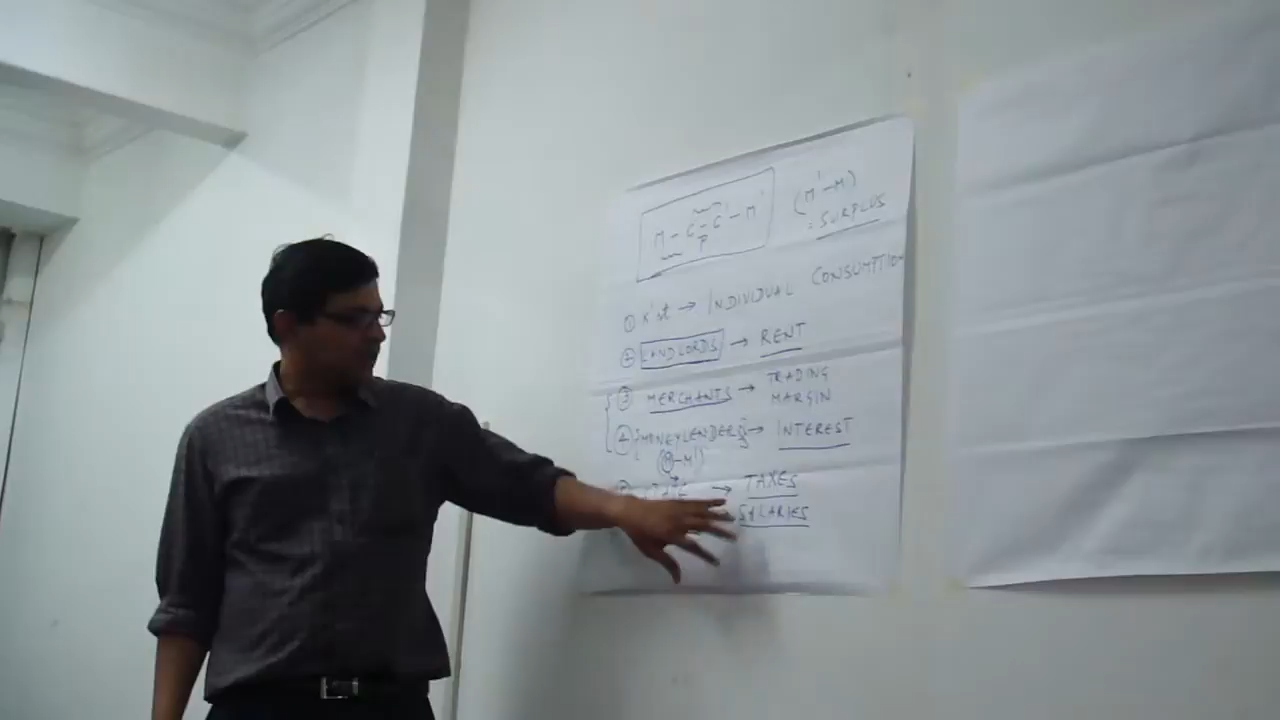 M - C - C' - M'
P
(M' - M)
= SURPLUS
① K'st → INDIVIDUAL CONSUMPTION
② LANDLORDS → RENT
③ MERCHANTS → TRADING MARGIN
④ MONEYLENDERS → INTEREST
(M - M')
→ TAXES
SALARIES